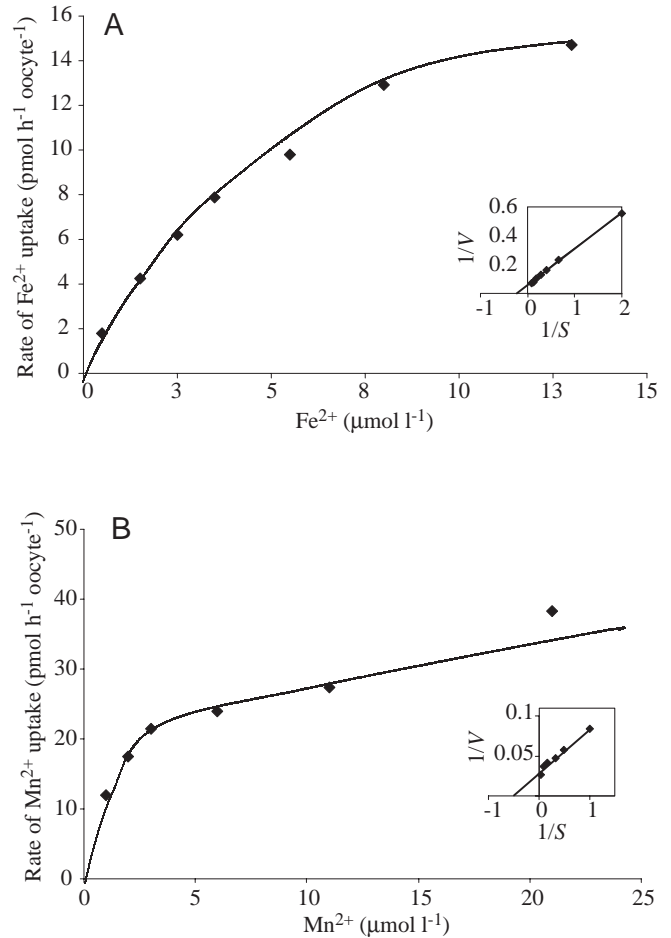 A
Rate of Fe²⁺ uptake (pmol h⁻¹ oocyte⁻¹)
16
14
12
10
8
6
4
2
0
0 3 5 8 10 13 15
Fe²⁺ (μmol l⁻¹)
1/V
0.6
0.4
0.2
-1 0 1 2
1/S
B
Rate of Mn²⁺ uptake (pmol h⁻¹ oocyte⁻¹)
50
40
30
20
10
0
0 5 10 15 20 25
Mn²⁺ (μmol l⁻¹)
1/V
0.1
0.05
-1 0 1
1/S